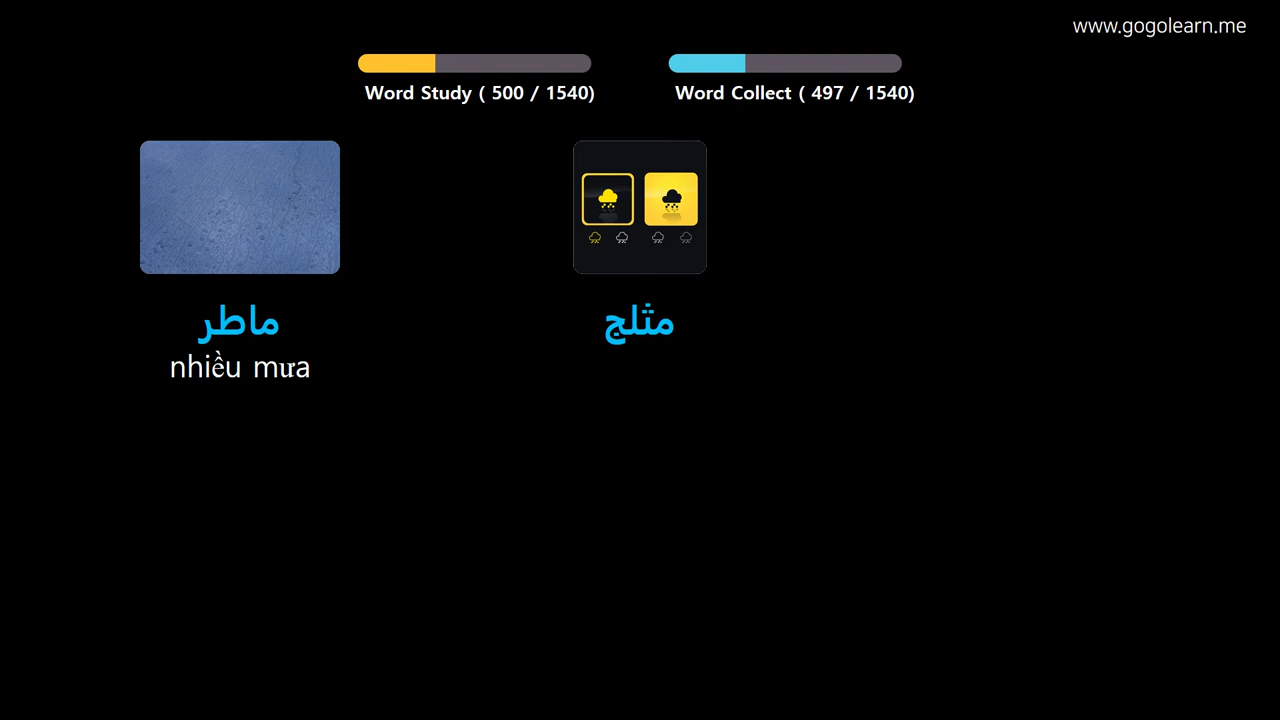 www.gogolearn.me
Word Study ( 500 / 1540)
Word Collect ( 497 / 1540)
ماطر
nhiều mưa
مثلج